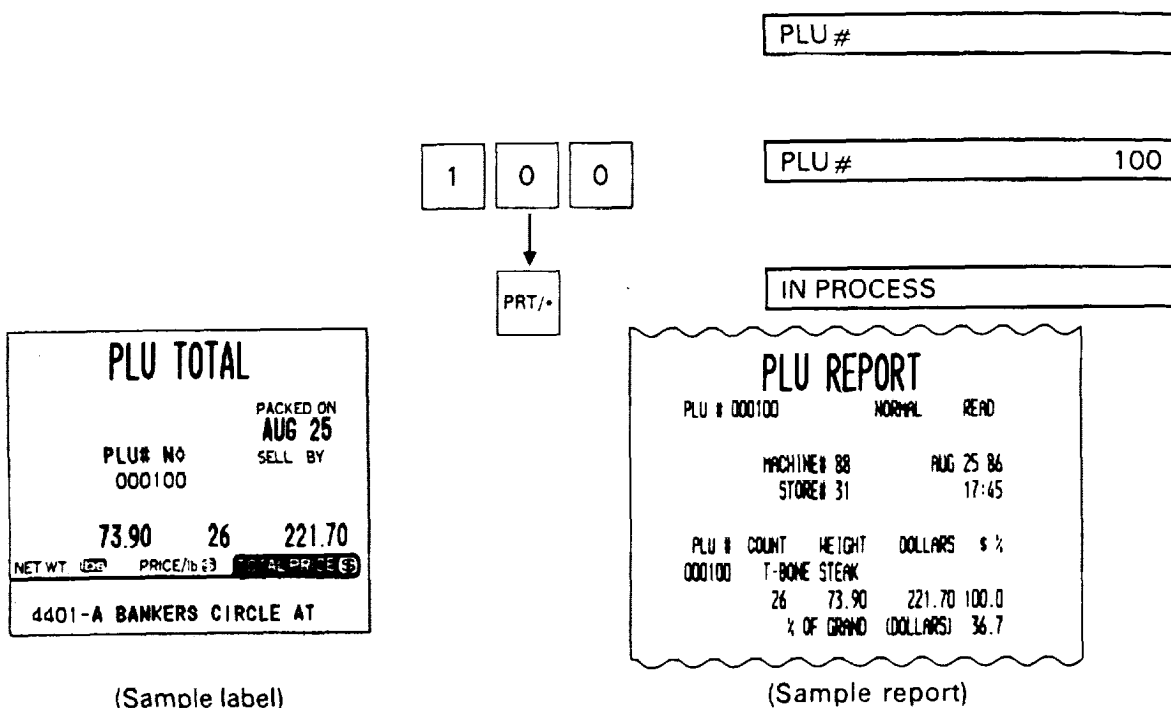 PLU #
1 0 0
PLU # 100
PRT/•
IN PROCESS
PLU TOTAL
PACKED ON
AUG 25
PLU# NO
SELL BY
000100
73.90 26 221.70
NET WT PRICE/lb TOTAL PRICE ($)
4401-A BANKERS CIRCLE AT
(Sample label)
PLU REPORT
PLU # 000100 NORMAL READ
MACHINE# 88 AUG 25 86
STORE# 31 17:45
PLU # COUNT WEIGHT DOLLARS $ %
000100 T-BONE STEAK
26 73.90 221.70 100.0
% OF GRAND (DOLLARS) 36.7
(Sample report)